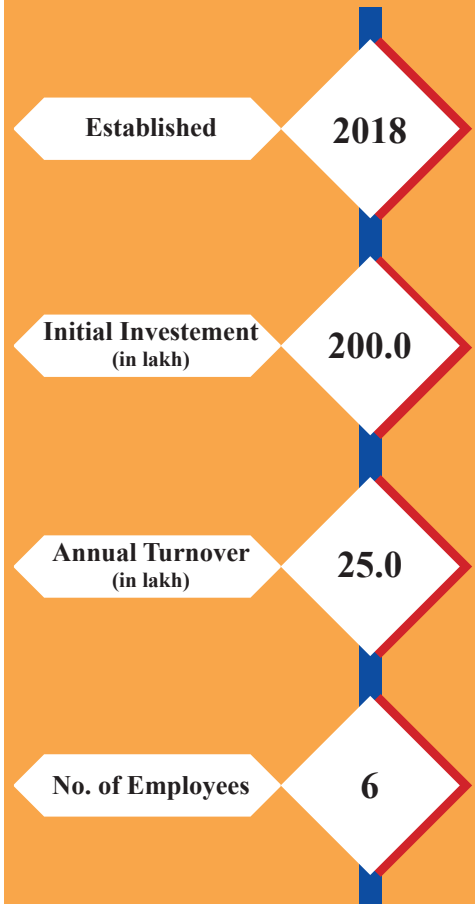 Established
2018
Initial Investement
(in lakh)
200.0
Annual Turnover
(in lakh)
25.0
No. of Employees
6